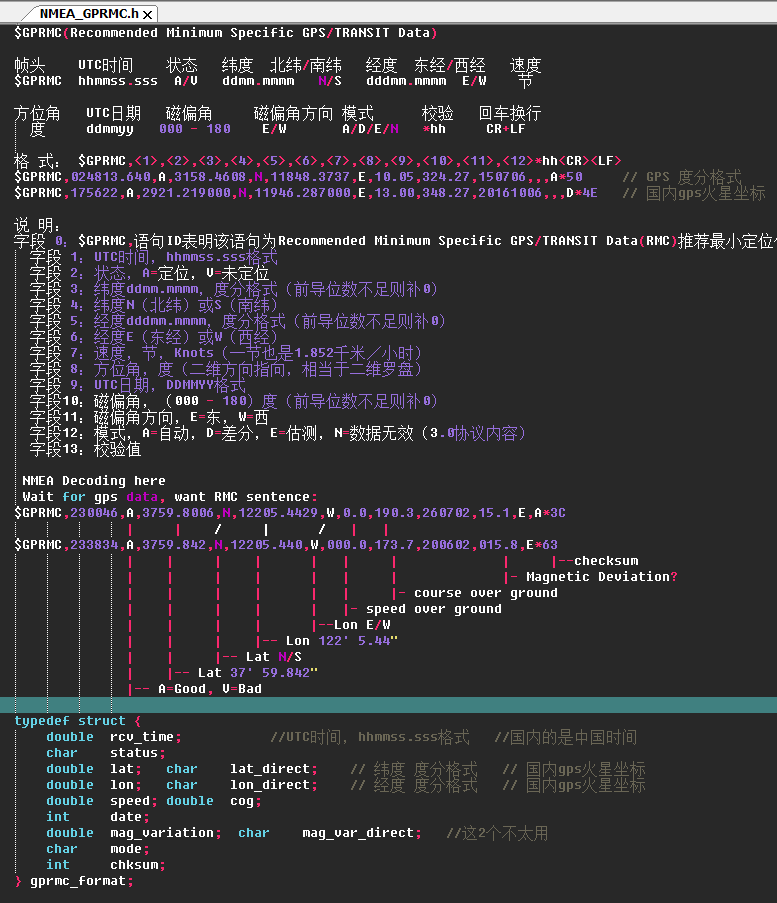 NMEA_GPRMC.h
$GPRMC(Recommended Minimum Specific GPS/TRANSIT Data)
帧头 UTC时间 状态 纬度 北纬/南纬 经度 东经/西经 速度
$GPRMC hhmmss.sss A/V ddmm.mmmm N/S dddmm.mmmm E/W 节
方位角 UTC日期 磁偏角 磁偏角方向 模式 校验 回车换行
度 ddmmyy 000 - 180 E/W A/D/E/N *hh CR+LF
格 式: $GPRMC,<1>,<2>,<3>,<4>,<5>,<6>,<7>,<8>,<9>,<10>,<11>,<12>*hh<CR><LF>
$GPRMC,024813.640,A,3158.4608,N,11848.3737,E,10.05,324.27,150706,,,A*50 // GPS 度分格式
$GPRMC,175622,A,2921.219000,N,11946.287000,E,13.00,348.27,20161006,,,D*4E // 国内gps火星坐标
说 明:
字段 0: $GPRMC,语句ID表明该语句为Recommended Minimum Specific GPS/TRANSIT Data(RMC)推荐最小定位
字段 1: UTC时间, hhmmss.sss格式
字段 2: 状态, A=定位, V=未定位
字段 3: 纬度ddmm.mmmm, 度分格式（前导位数不足则补0）
字段 4: 纬度N（北纬）或S（南纬）
字段 5: 经度dddmm.mmmm, 度分格式（前导位数不足则补0）
字段 6: 经度E（东经）或W（西经）
字段 7: 速度, 节, Knots（一节也是1.852千米／小时）
字段 8: 方位角, 度（二维方向指向, 相当于二维罗盘）
字段 9: UTC日期, DDMMYY格式
字段10: 磁偏角, （000 - 180）度（前导位数不足则补0）
字段11: 磁偏角方向, E=东, W=西
字段12: 模式, A=自动, D=差分, E=估测, N=数据无效（3.0协议内容）
字段13: 校验值
NMEA Decoding here
Wait for gps data, want RMC sentence:
$GPRMC,230046,A,3759.8006,N,12205.4429,W,0.0,190.3,260702,15.1,E,A*3C
| | / | / | |
$GPRMC,233834,A,3759.842,N,12205.440,W,000.0,173.7,200602,015.8,E*63
| | | | | | | | |--checksum
| | | | | | | |- Magnetic Deviation?
| | | | | | |- course over ground
| | | | | |- speed over ground
| | | | |--Lon E/W
| | | |-- Lon 122' 5.44"
| | |-- Lat N/S
| |-- Lat 37' 59.842"
|-- A=Good, V=Bad
typedef struct {
double rcv_time; //UTC时间, hhmmss.sss格式 //国内的是中国时间
char status;
double lat; char lat_direct; // 纬度 度分格式 // 国内gps火星坐标
double lon; char lon_direct; // 经度 度分格式 // 国内gps火星坐标
double speed; double cog;
int date;
double mag_variation; char mag_var_direct; //这2个不太用
char mode;
int chksum;
} gprmc_format;